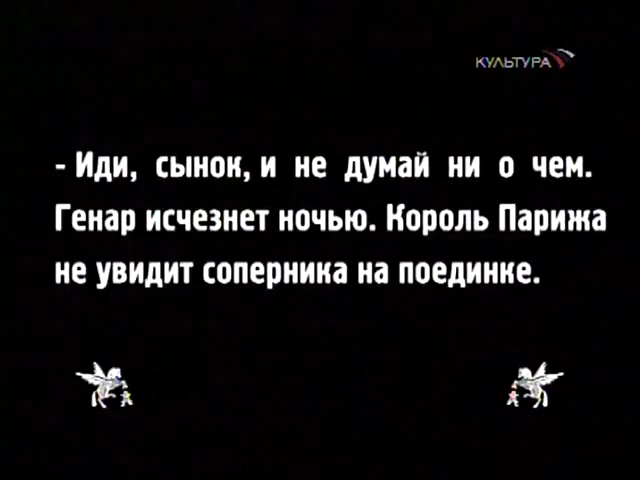 КУЛЬТУРА
- Иди, сынок, и не думай ни о чем.
Генар исчезнет ночью. Король Парижа
не увидит соперника на поединке.